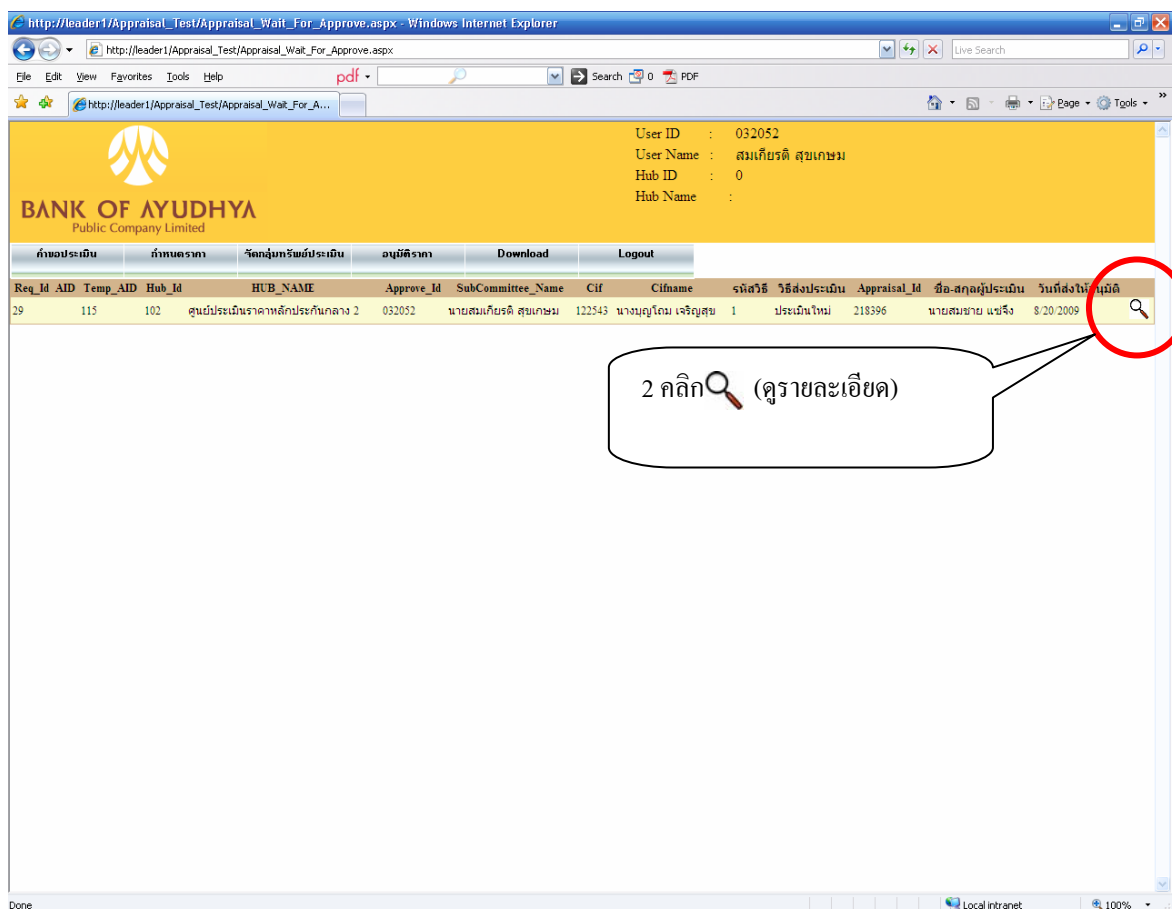 http://leader1/Appraisal_Test/Appraisal_Wait_For_Approve.aspx - Windows Internet Explorer
http://leader1/Appraisal_Test/Appraisal_Wait_For_Approve.aspx Live Search
File Edit View Favorites Tools Help pdf Search 0 PDF
http://leader1/Appraisal_Test/Appraisal_Wait_For_A... Page Tools »
User ID : 032052
User Name : สมเกียรติ สุขเกษม
Hub ID : 0
Hub Name :
BANK OF AYUDHYA
Public Company Limited
คำขอประเมิน กำหนดราคา จัดกลุ่มทรัพย์ประเมิน อนุมัติราคา Download Logout
Req_Id AID Temp_AID Hub_Id HUB_NAME Approve_Id SubCommittee_Name Cif Cifname รหัสวิธี วิธีส่งประเมิน Appraisal_Id ชื่อ-สกุลผู้ประเมิน วันที่ส่งให้อนุมัติ
29 115 102 ศูนย์ประเมินราคาหลักประกันกลาง 2 032052 นายสมเกียรติ สุขเกษม 122543 นางบุญโฉม เจริญสุข 1 ประเมินใหม่ 218396 นายสมชาย แซ่จึง 8/20/2009
2 คลิก (ดูรายละเอียด)
Done Local intranet 100%